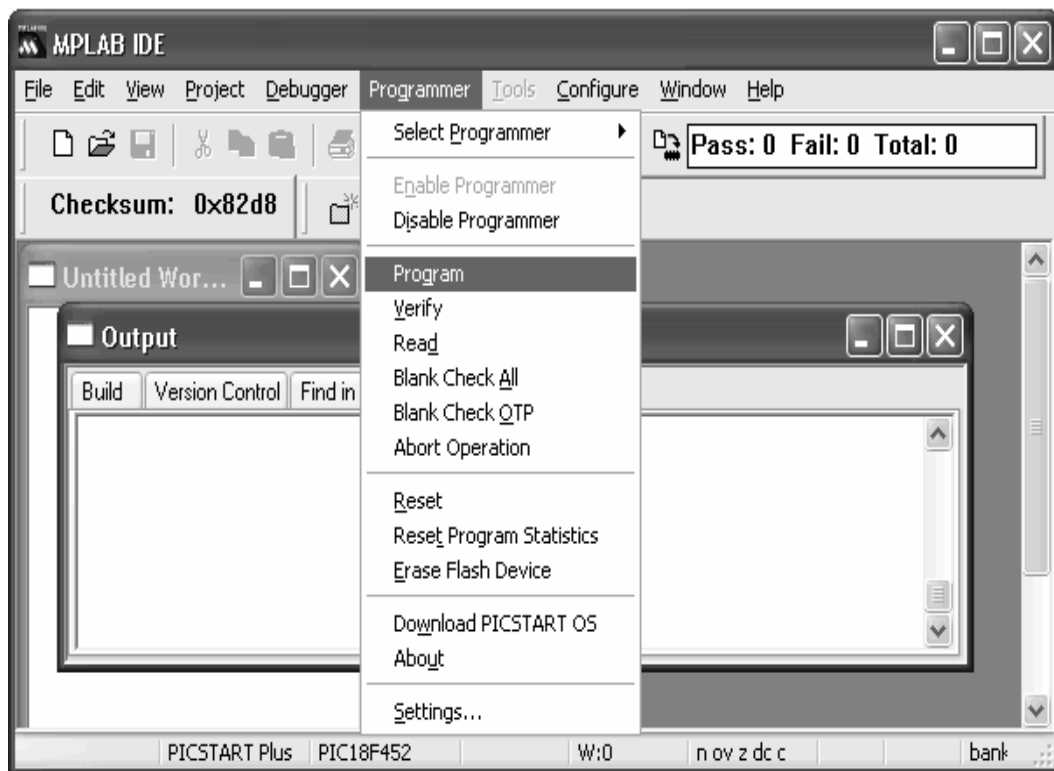 MPLAB IDE
File Edit View Project Debugger Programmer Tools Configure Window Help
Select Programmer
Pass: 0 Fail: 0 Total: 0
Enable Programmer
Checksum: 0x82d8
Disable Programmer
Untitled Wor...
Program
Verify
Output
Read
Build Version Control Find in
Blank Check All
Blank Check OTP
Abort Operation
Reset
Reset Program Statistics
Erase Flash Device
Download PICSTART OS
About
Settings...
PICSTART Plus PIC18F452 W:0 n ov z dc c bank